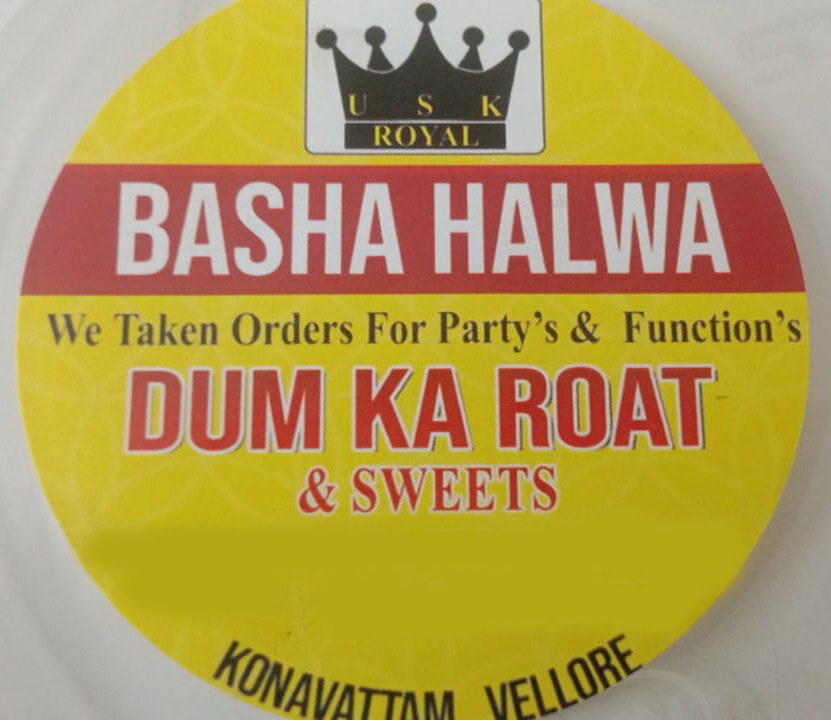 U S K
ROYAL
BASHA HALWA
We Taken Orders For Party's & Function's
DUM KA ROAT
& SWEETS
KONAVATTAM VELLORE